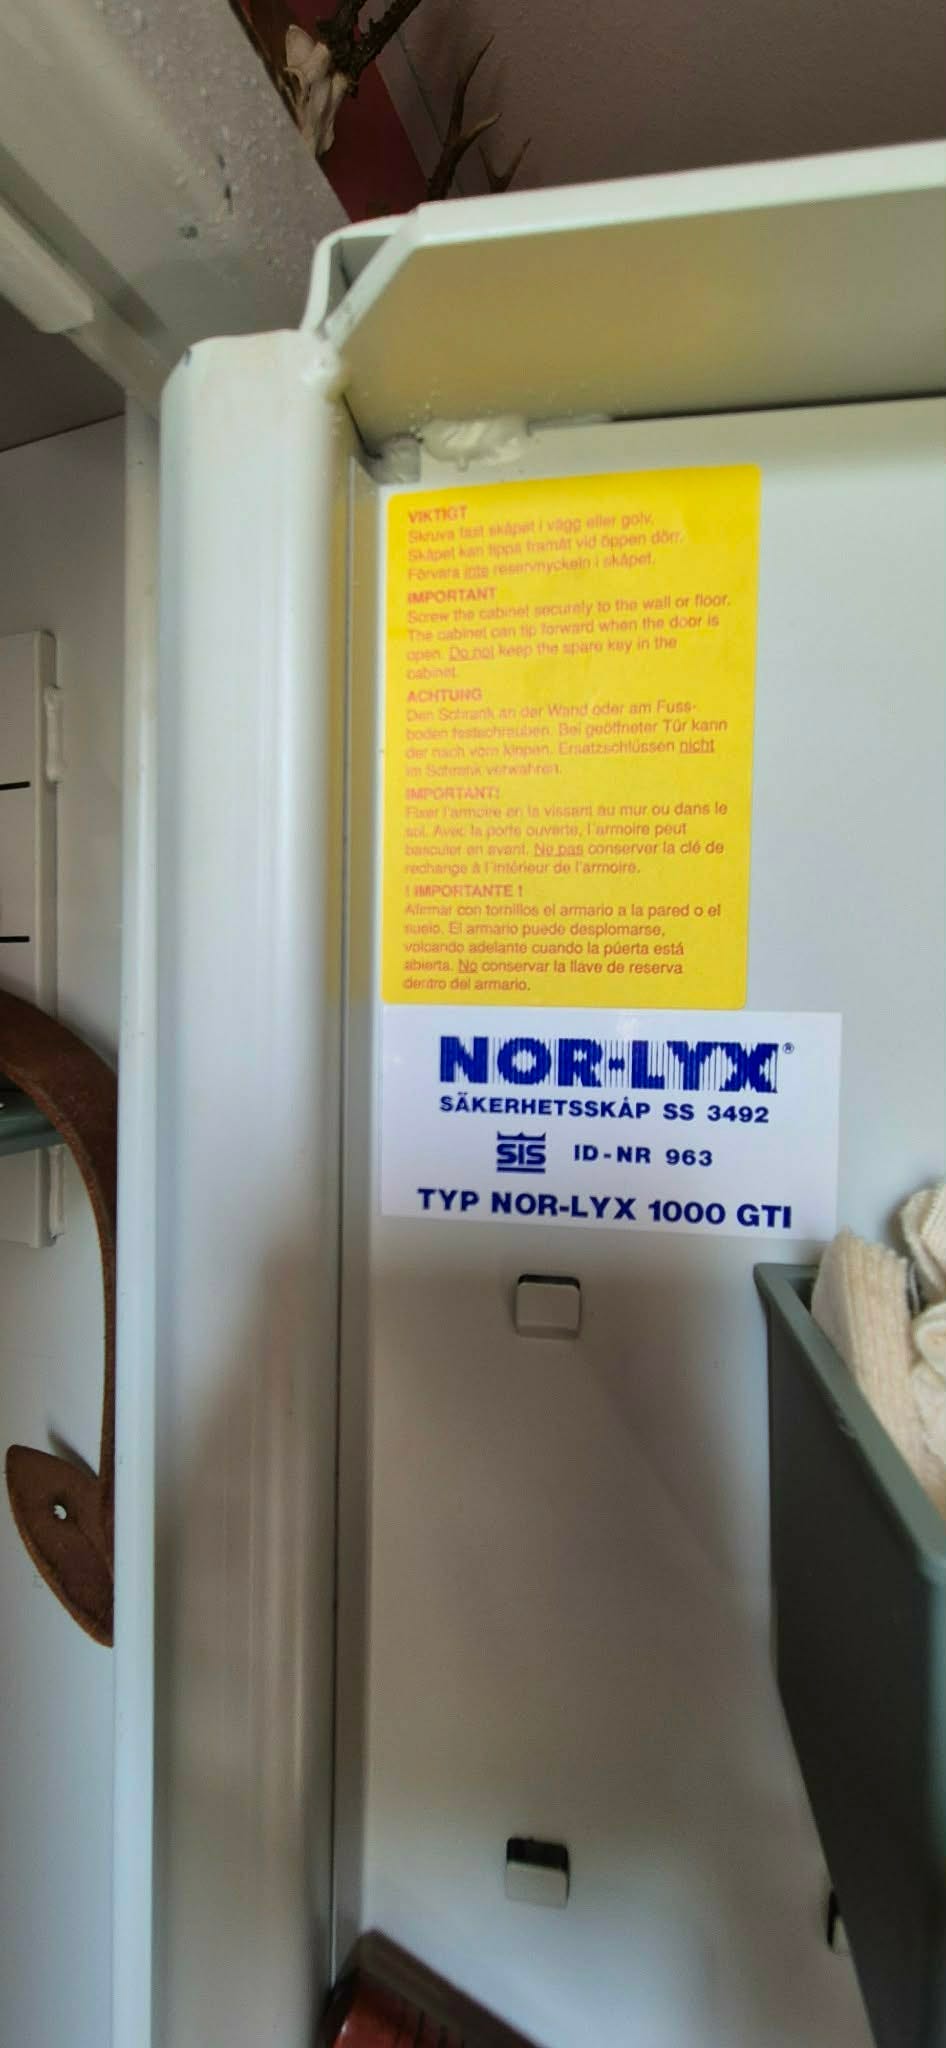 VIKTIGT
Skruva fast skåpet i vägg eller golv.
Skåpet kan tippa framåt vid öppen dörr.
Förvara inte reservnyckeln i skåpet.
IMPORTANT
Screw the cabinet securely to the wall or floor.
The cabinet can tip forward when the door is
open. Do not keep the spare key in the
cabinet.
ACHTUNG
Den Schrank an der Wand oder am Fuss-
boden festschrauben. Bei geöffneter Tür kann
der nach vorn kippen. Ersatzschlüssen nicht
im Schrank verwahren.
IMPORTANT!
Fixer l'armoire en la vissant au mur ou dans le
sol. Avec la porte ouverte, l'armoire peut
basculer en avant. Ne pas conserver la clé de
rechange à l'intérieur de l'armoire.
! IMPORTANTE !
Afirmar con tornillos el armario a la pared o el
suelo. El armario puede desplomarse,
volcando adelante cuando la púerta está
abierta. No conservar la llave de reserva
dentro del armario.
NOR-LYX®
SÄKERHETSSKÅP SS 3492
SIS ID-NR 963
TYP NOR-LYX 1000 GTI